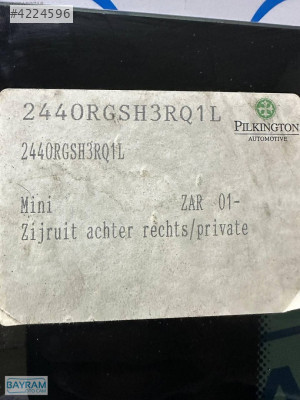 #4224596
2440RGSH3RQ1L
PILKINGTON
AUTOMOTIVE
2440RGSH3RQ1L
Mini ZAR 01-
Zijruit achter rechts/private
BAYRAM